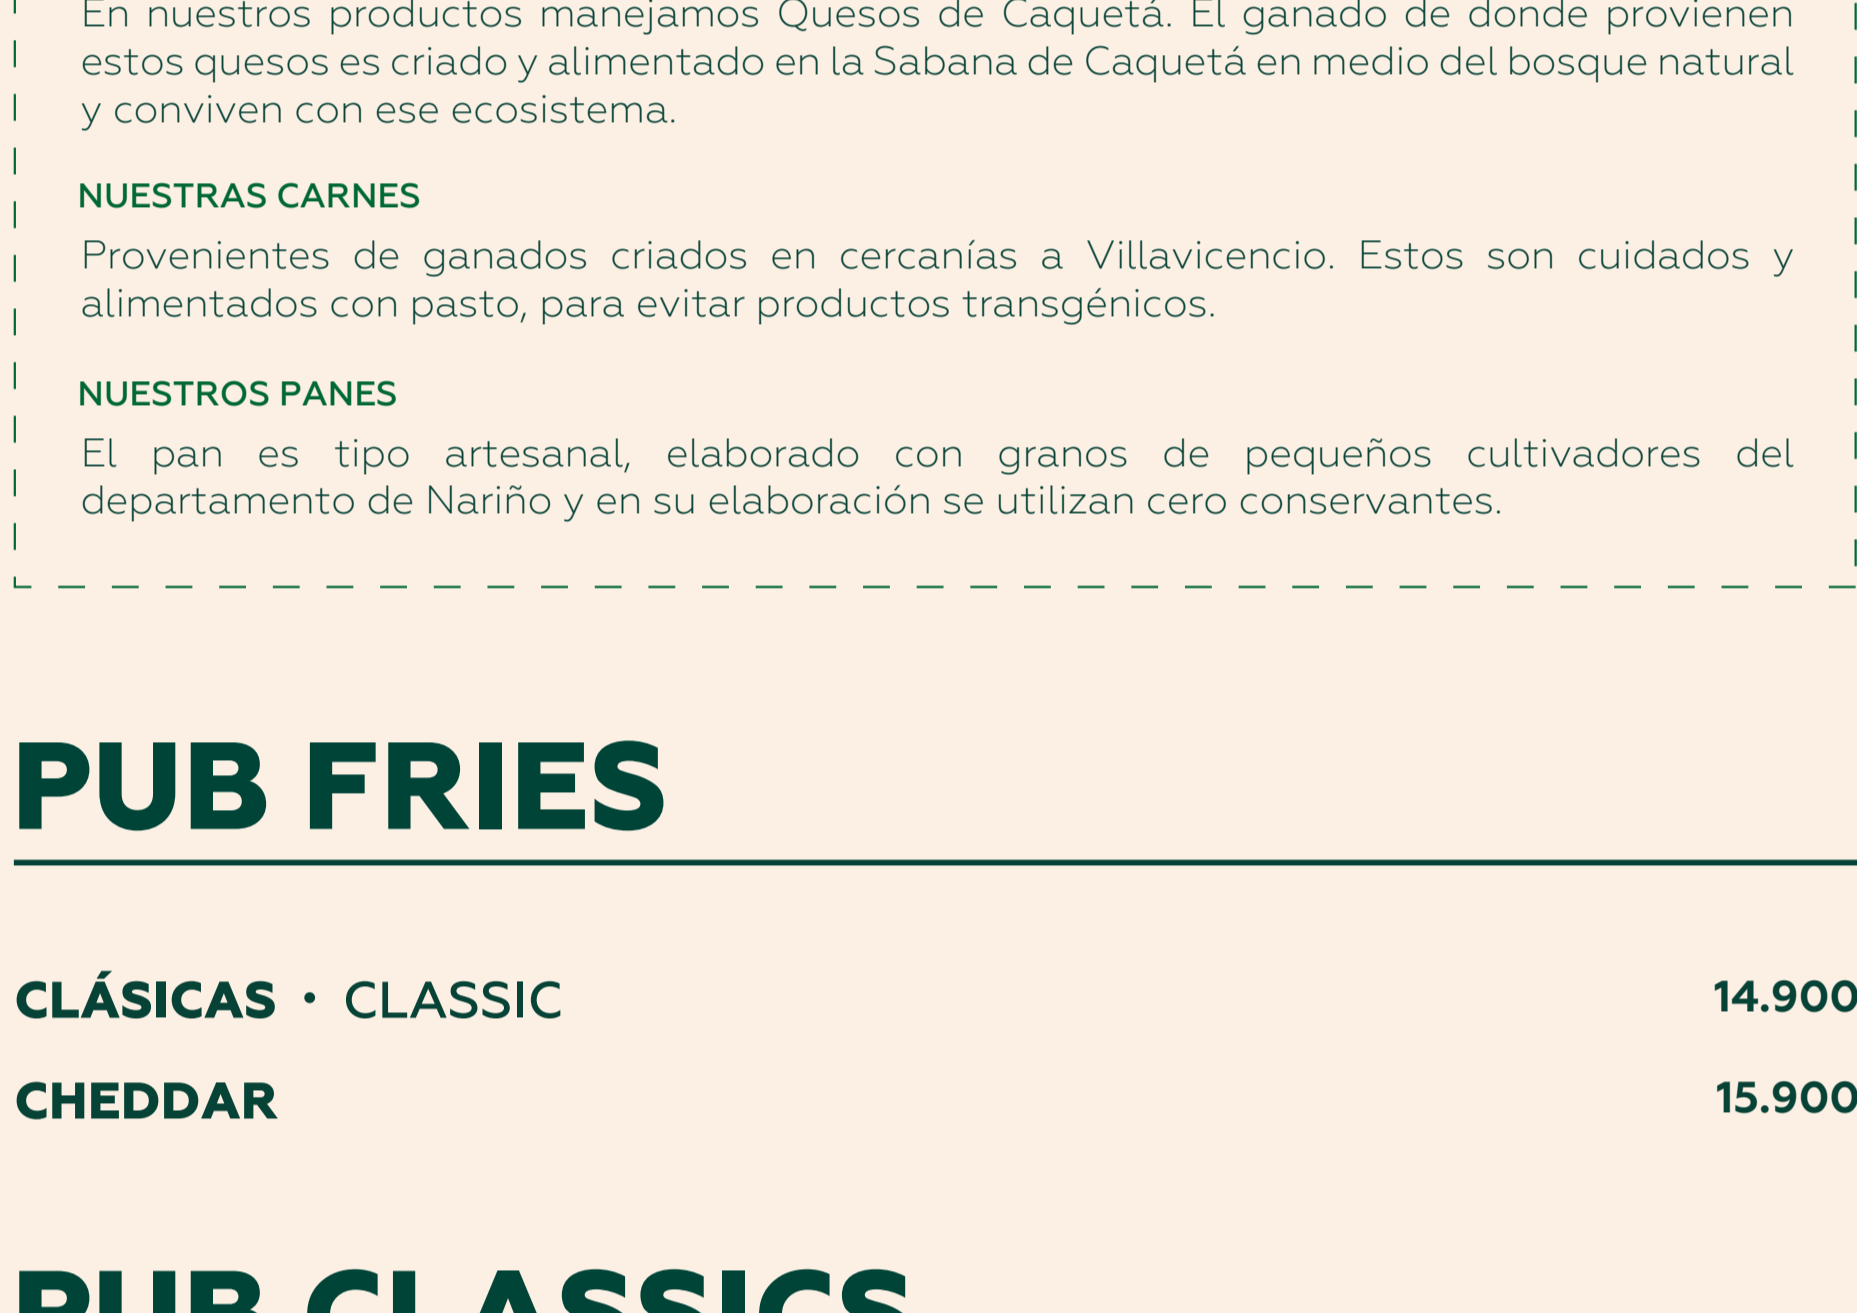 En nuestros productos manejamos Quesos de Caquetá. El ganado de donde provienen
estos quesos es criado y alimentado en la Sabana de Caquetá en medio del bosque natural
y conviven con ese ecosistema.
NUESTRAS CARNES
Provenientes de ganados criados en cercanías a Villavicencio. Estos son cuidados y
alimentados con pasto, para evitar productos transgénicos.
NUESTROS PANES
El pan es tipo artesanal, elaborado con granos de pequeños cultivadores del
departamento de Nariño y en su elaboración se utilizan cero conservantes.
PUB FRIES
CLÁSICAS • CLASSIC 14.900
CHEDDAR 15.900
PUB CLASSICS